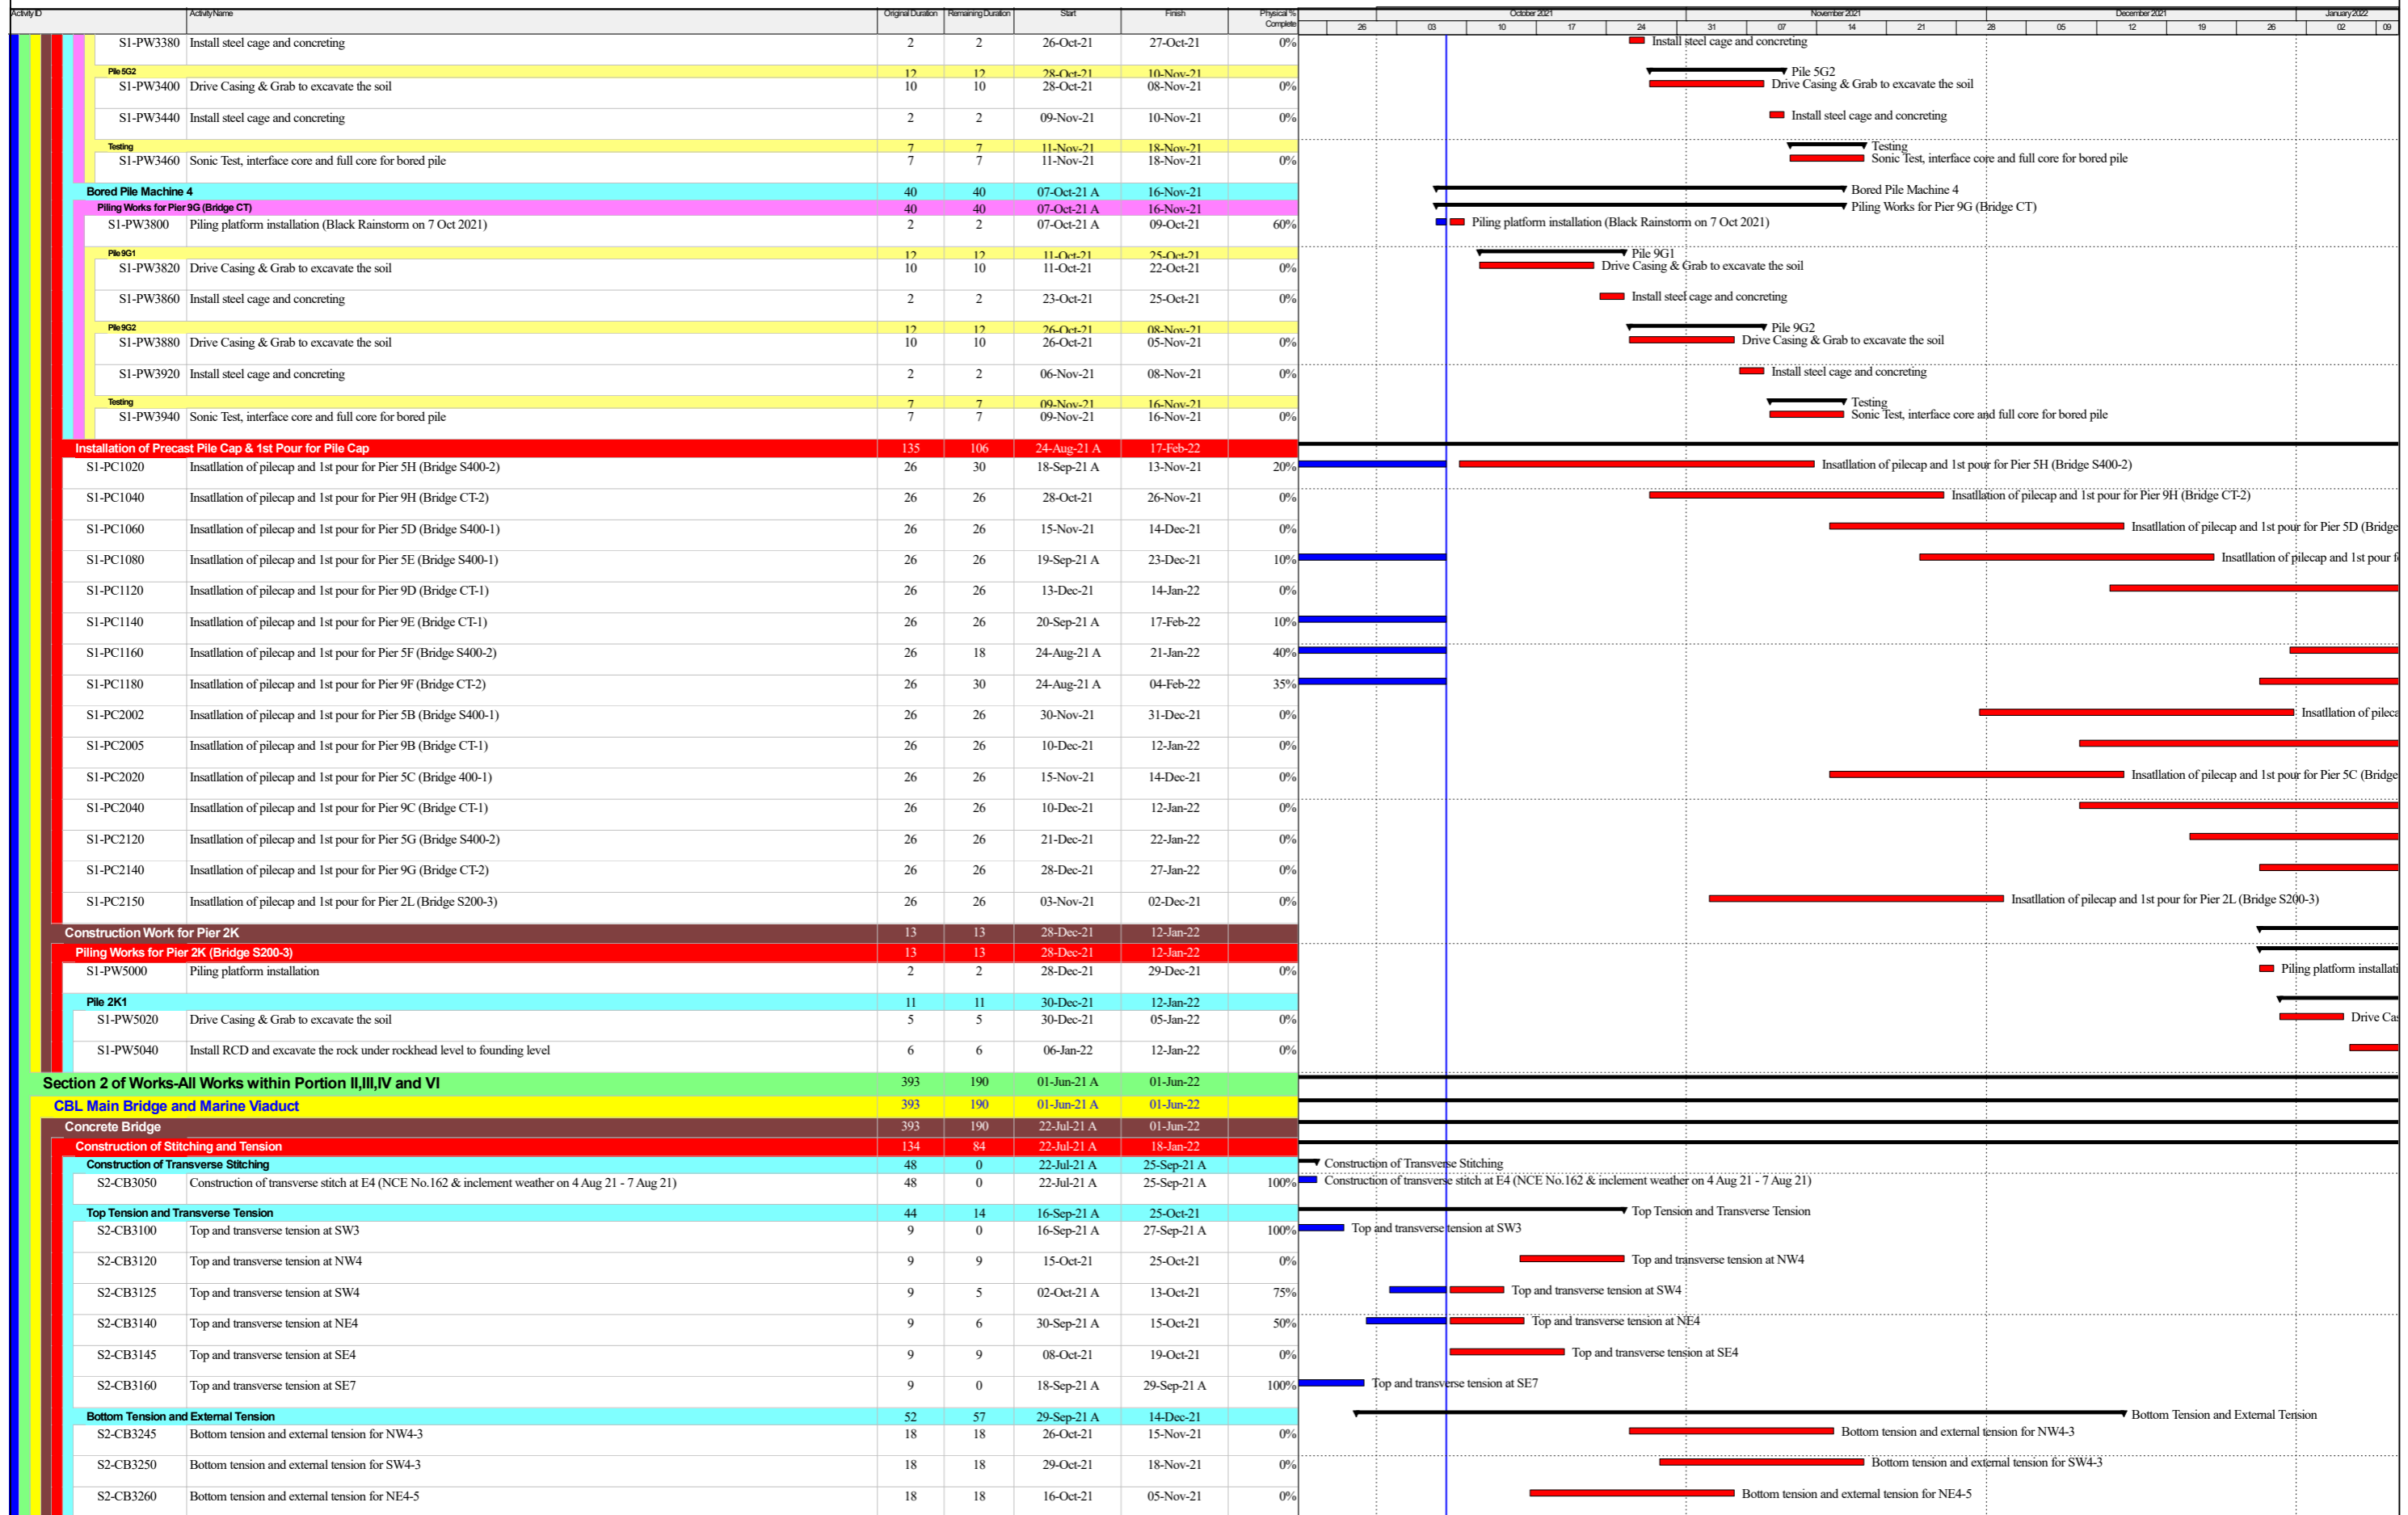 Activity ID Activity Name Original Duration Remaining Duration Start Finish Physical % Complete October 2021 November 2021 December 2021 January 2022
26 03 10 17 24 31 07 14 21 28 05 12 19 26 02 09
S1-PW3380 Install steel cage and concreting 2 2 26-Oct-21 27-Oct-21 0% Install steel cage and concreting
Pile 5G2 12 12 28-Oct-21 10-Nov-21 Pile 5G2
S1-PW3400 Drive Casing & Grab to excavate the soil 10 10 28-Oct-21 08-Nov-21 0% Drive Casing & Grab to excavate the soil
S1-PW3440 Install steel cage and concreting 2 2 09-Nov-21 10-Nov-21 0% Install steel cage and concreting
Testing 7 7 11-Nov-21 18-Nov-21 Testing
S1-PW3460 Sonic Test, interface core and full core for bored pile 7 7 11-Nov-21 18-Nov-21 0% Sonic Test, interface core and full core for bored pile
Bored Pile Machine 4 40 40 07-Oct-21 A 16-Nov-21 Bored Pile Machine 4
Piling Works for Pier 9G (Bridge CT) 40 40 07-Oct-21 A 16-Nov-21 Piling Works for Pier 9G (Bridge CT)
S1-PW3800 Piling platform installation (Black Rainstorm on 7 Oct 2021) 2 2 07-Oct-21 A 09-Oct-21 60% Piling platform installation (Black Rainstorm on 7 Oct 2021)
Pile 9G1 12 12 11-Oct-21 25-Oct-21 Pile 9G1
S1-PW3820 Drive Casing & Grab to excavate the soil 10 10 11-Oct-21 22-Oct-21 0% Drive Casing & Grab to excavate the soil
S1-PW3860 Install steel cage and concreting 2 2 23-Oct-21 25-Oct-21 0% Install steel cage and concreting
Pile 9G2 12 12 26-Oct-21 08-Nov-21 Pile 9G2
S1-PW3880 Drive Casing & Grab to excavate the soil 10 10 26-Oct-21 05-Nov-21 0% Drive Casing & Grab to excavate the soil
S1-PW3920 Install steel cage and concreting 2 2 06-Nov-21 08-Nov-21 0% Install steel cage and concreting
Testing 7 7 09-Nov-21 16-Nov-21 Testing
S1-PW3940 Sonic Test, interface core and full core for bored pile 7 7 09-Nov-21 16-Nov-21 0% Sonic Test, interface core and full core for bored pile
Installation of Precast Pile Cap & 1st Pour for Pile Cap 135 106 24-Aug-21 A 17-Feb-22
S1-PC1020 Insatllation of pilecap and 1st pour for Pier 5H (Bridge S400-2) 26 30 18-Sep-21 A 13-Nov-21 20% Insatllation of pilecap and 1st pour for Pier 5H (Bridge S400-2)
S1-PC1040 Insatllation of pilecap and 1st pour for Pier 9H (Bridge CT-2) 26 26 28-Oct-21 26-Nov-21 0% Insatllation of pilecap and 1st pour for Pier 9H (Bridge CT-2)
S1-PC1060 Insatllation of pilecap and 1st pour for Pier 5D (Bridge S400-1) 26 26 15-Nov-21 14-Dec-21 0% Insatllation of pilecap and 1st pour for Pier 5D (Bridge
S1-PC1080 Insatllation of pilecap and 1st pour for Pier 5E (Bridge S400-1) 26 26 19-Sep-21 A 23-Dec-21 10% Insatllation of pilecap and 1st pour f
S1-PC1120 Insatllation of pilecap and 1st pour for Pier 9D (Bridge CT-1) 26 26 13-Dec-21 14-Jan-22 0%
S1-PC1140 Insatllation of pilecap and 1st pour for Pier 9E (Bridge CT-1) 26 26 20-Sep-21 A 17-Feb-22 10%
S1-PC1160 Insatllation of pilecap and 1st pour for Pier 5F (Bridge S400-2) 26 18 24-Aug-21 A 21-Jan-22 40%
S1-PC1180 Insatllation of pilecap and 1st pour for Pier 9F (Bridge CT-2) 26 30 24-Aug-21 A 04-Feb-22 35%
S1-PC2002 Insatllation of pilecap and 1st pour for Pier 5B (Bridge S400-1) 26 26 30-Nov-21 31-Dec-21 0% Insatllation of pileca
S1-PC2005 Insatllation of pilecap and 1st pour for Pier 9B (Bridge CT-1) 26 26 10-Dec-21 12-Jan-22 0%
S1-PC2020 Insatllation of pilecap and 1st pour for Pier 5C (Bridge 400-1) 26 26 15-Nov-21 14-Dec-21 0% Insatllation of pilecap and 1st pour for Pier 5C (Bridge
S1-PC2040 Insatllation of pilecap and 1st pour for Pier 9C (Bridge CT-1) 26 26 10-Dec-21 12-Jan-22 0%
S1-PC2120 Insatllation of pilecap and 1st pour for Pier 5G (Bridge S400-2) 26 26 21-Dec-21 22-Jan-22 0%
S1-PC2140 Insatllation of pilecap and 1st pour for Pier 9G (Bridge CT-2) 26 26 28-Dec-21 27-Jan-22 0%
S1-PC2150 Insatllation of pilecap and 1st pour for Pier 2L (Bridge S200-3) 26 26 03-Nov-21 02-Dec-21 0% Insatllation of pilecap and 1st pour for Pier 2L (Bridge S200-3)
Construction Work for Pier 2K 13 13 28-Dec-21 12-Jan-22
Piling Works for Pier 2K (Bridge S200-3) 13 13 28-Dec-21 12-Jan-22
S1-PW5000 Piling platform installation 2 2 28-Dec-21 29-Dec-21 0% Piling platform installati
Pile 2K1 11 11 30-Dec-21 12-Jan-22
S1-PW5020 Drive Casing & Grab to excavate the soil 5 5 30-Dec-21 05-Jan-22 0% Drive Cas
S1-PW5040 Install RCD and excavate the rock under rockhead level to founding level 6 6 06-Jan-22 12-Jan-22 0%
Section 2 of Works-All Works within Portion II,III,IV and VI 393 190 01-Jun-21 A 01-Jun-22
CBL Main Bridge and Marine Viaduct 393 190 01-Jun-21 A 01-Jun-22
Concrete Bridge 393 190 22-Jul-21 A 01-Jun-22
Construction of Stitching and Tension 134 84 22-Jul-21 A 18-Jan-22
Construction of Transverse Stitching 48 0 22-Jul-21 A 25-Sep-21 A Construction of Transverse Stitching
S2-CB3050 Construction of transverse stitch at E4 (NCE No.162 & inclement weather on 4 Aug 21 - 7 Aug 21) 48 0 22-Jul-21 A 25-Sep-21 A 100% Construction of transverse stitch at E4 (NCE No.162 & inclement weather on 4 Aug 21 - 7 Aug 21)
Top Tension and Transverse Tension 44 14 16-Sep-21 A 25-Oct-21 Top Tension and Transverse Tension
S2-CB3100 Top and transverse tension at SW3 9 0 16-Sep-21 A 27-Sep-21 A 100% Top and transverse tension at SW3
S2-CB3120 Top and transverse tension at NW4 9 9 15-Oct-21 25-Oct-21 0% Top and transverse tension at NW4
S2-CB3125 Top and transverse tension at SW4 9 5 02-Oct-21 A 13-Oct-21 75% Top and transverse tension at SW4
S2-CB3140 Top and transverse tension at NE4 9 6 30-Sep-21 A 15-Oct-21 50% Top and transverse tension at NE4
S2-CB3145 Top and transverse tension at SE4 9 9 08-Oct-21 19-Oct-21 0% Top and transverse tension at SE4
S2-CB3160 Top and transverse tension at SE7 9 0 18-Sep-21 A 29-Sep-21 A 100% Top and transverse tension at SE7
Bottom Tension and External Tension 52 57 29-Sep-21 A 14-Dec-21 Bottom Tension and External Tension
S2-CB3245 Bottom tension and external tension for NW4-3 18 18 26-Oct-21 15-Nov-21 0% Bottom tension and external tension for NW4-3
S2-CB3250 Bottom tension and external tension for SW4-3 18 18 29-Oct-21 18-Nov-21 0% Bottom tension and external tension for SW4-3
S2-CB3260 Bottom tension and external tension for NE4-5 18 18 16-Oct-21 05-Nov-21 0% Bottom tension and external tension for NE4-5